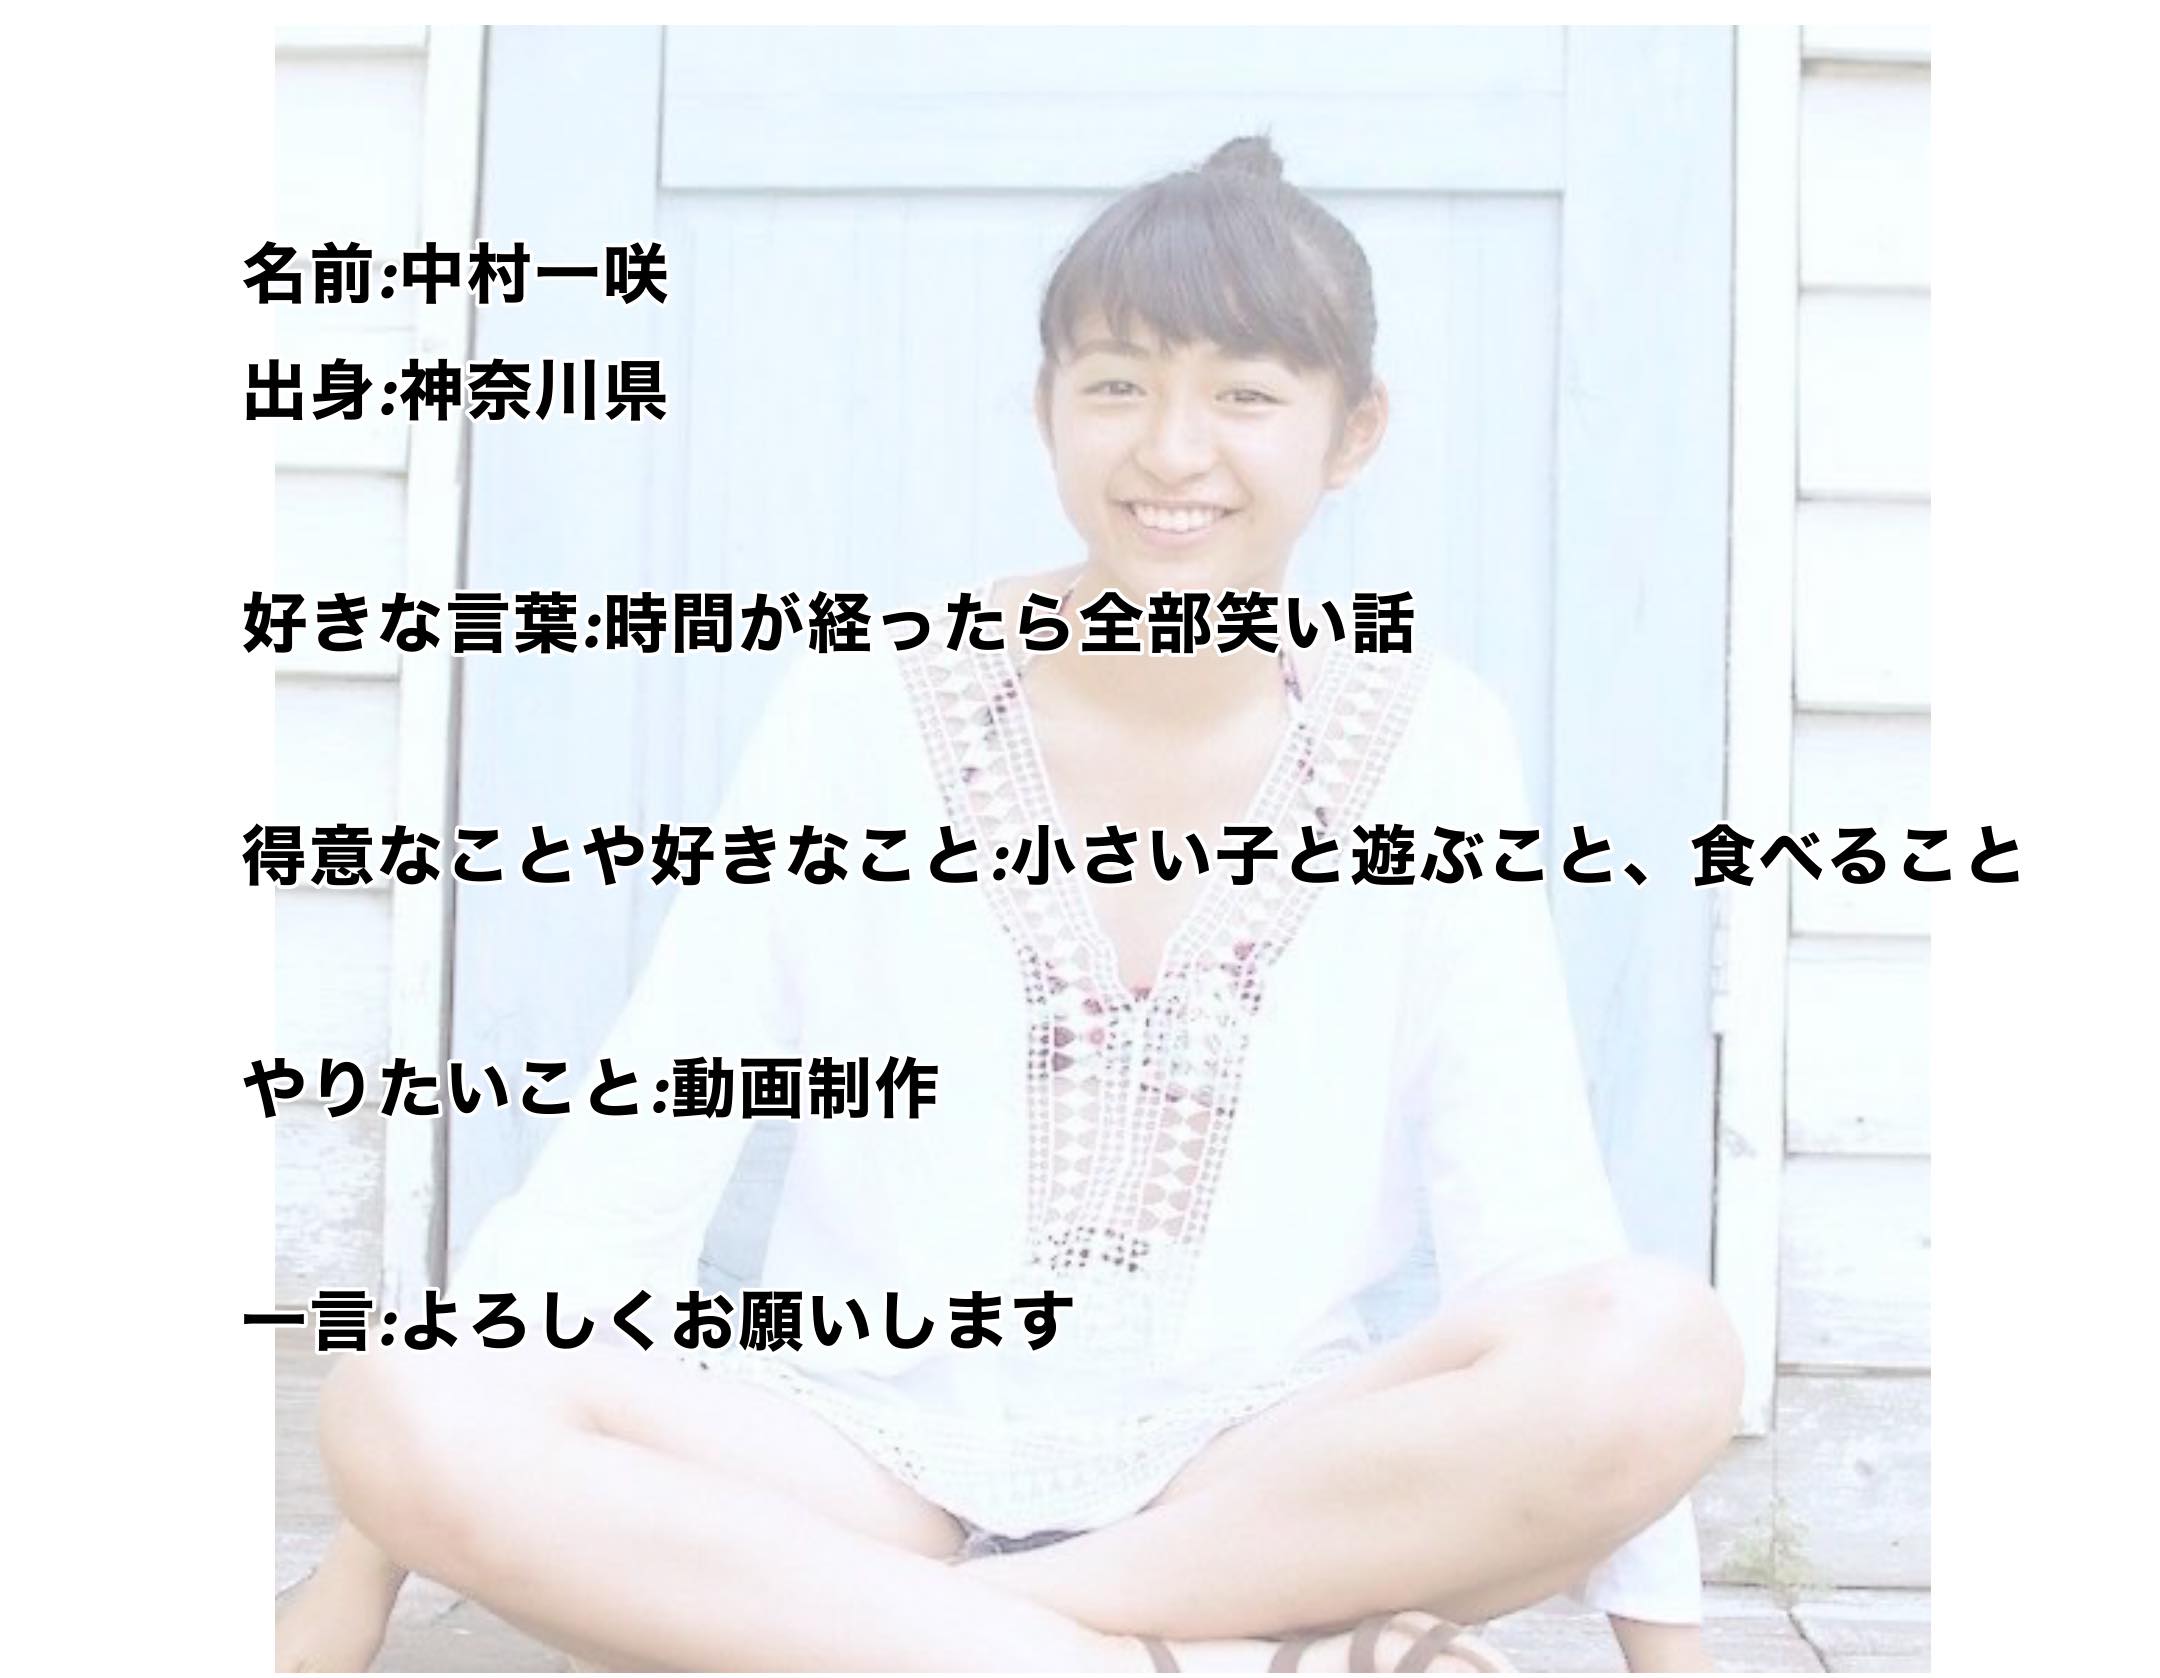 名前:中村一咲
出身:神奈川県
好きな言葉:時間が経ったら全部笑い話
得意なことや好きなこと:小さい子と遊ぶこと、食べること
やりたいこと:動画制作
一言:よろしくお願いします